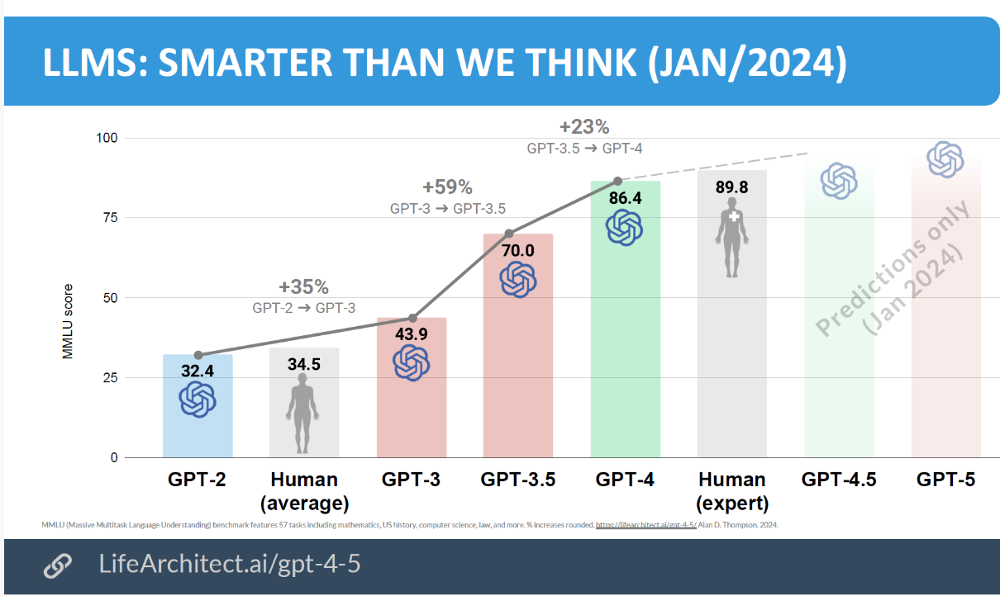 LLMS: SMARTER THAN WE THINK (JAN/2024)
+23%
GPT-3.5 → GPT-4
+59%
GPT-3 → GPT-3.5
+35%
GPT-2 → GPT-3
MMLU score
100
75
50
25
0
32.4
34.5
43.9
70.0
86.4
89.8
Predictions only
(Jan 2024)
GPT-2
Human
(average)
GPT-3
GPT-3.5
GPT-4
Human
(expert)
GPT-4.5
GPT-5
MMLU (Massive Multitask Language Understanding) benchmark features 57 tasks including mathematics, US history, computer science, law, and more. % increases rounded. https://lifearchitect.ai/gpt-4-5/ Alan D. Thompson. 2024.
LifeArchitect.ai/gpt-4-5